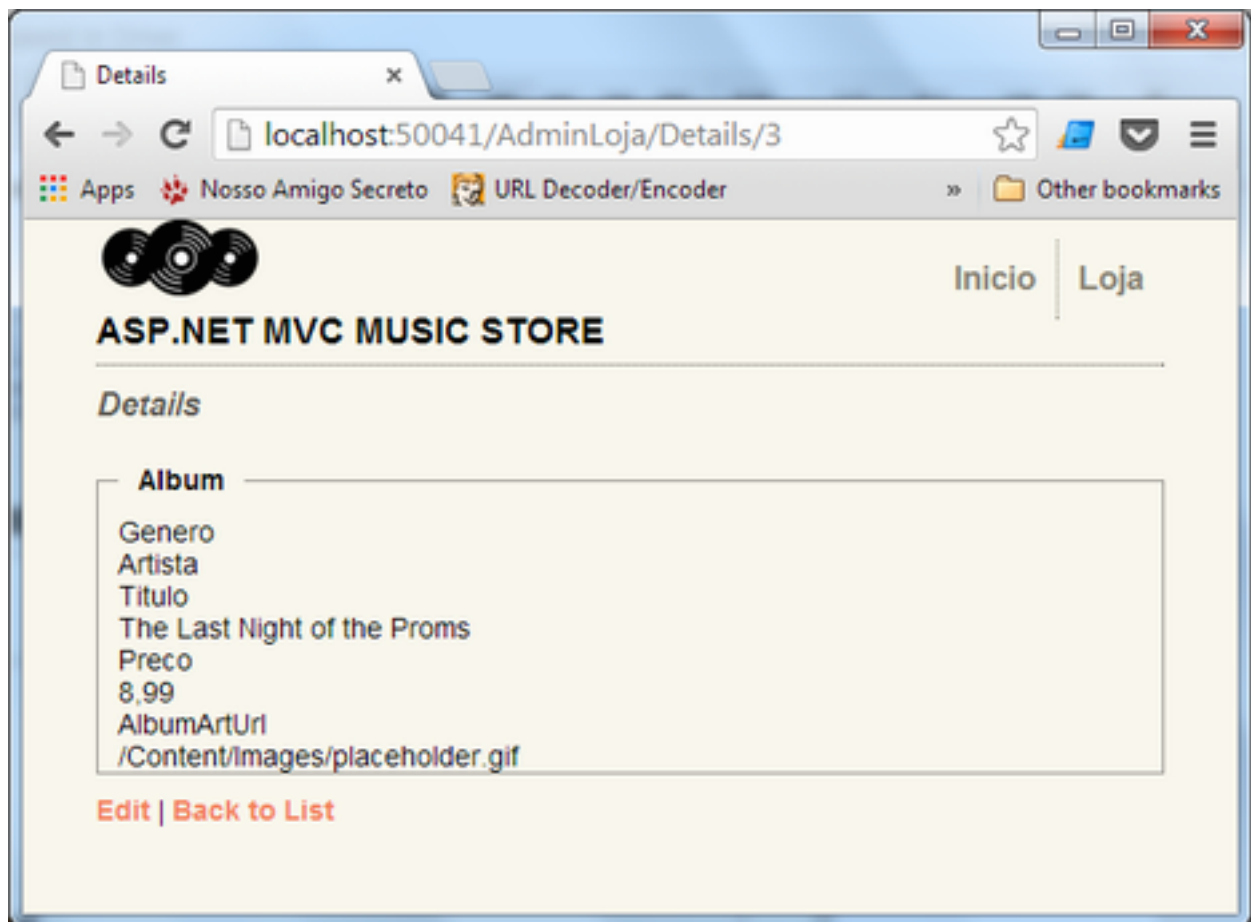 Details
localhost:50041/AdminLoja/Details/3
Apps Nosso Amigo Secreto URL Decoder/Encoder » Other bookmarks
Inicio Loja
ASP.NET MVC MUSIC STORE
Details
Album
Genero
Artista
Titulo
The Last Night of the Proms
Preco
8,99
AlbumArtUrl
/Content/Images/placeholder.gif
Edit | Back to List